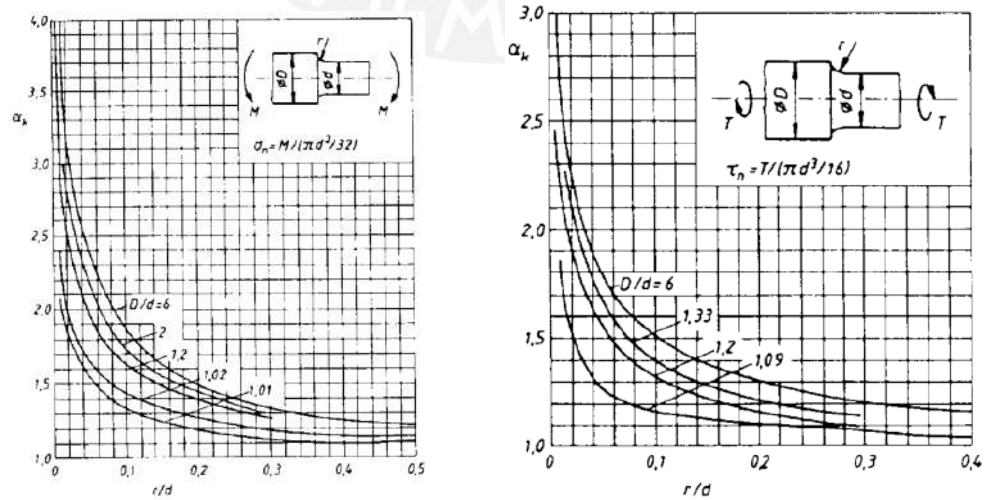 4,0
3,5
α_k
3,0
2,5
2,0
1,5
1,0
r
ØD
Ød
M
M
σ_n = M/(πd³/32)
D/d=6
2
1,2
1,02
1,01
0
0,1
0,2
0,3
0,4
0,5
r/d
3,0
α_k
2,0
1,5
1,0
r
ØD
Ød
T
T
τ_n = T/(πd³/16)
D/d=6
1,33
1,2
1,09
0
0,1
0,2
0,3
0,4
r/d